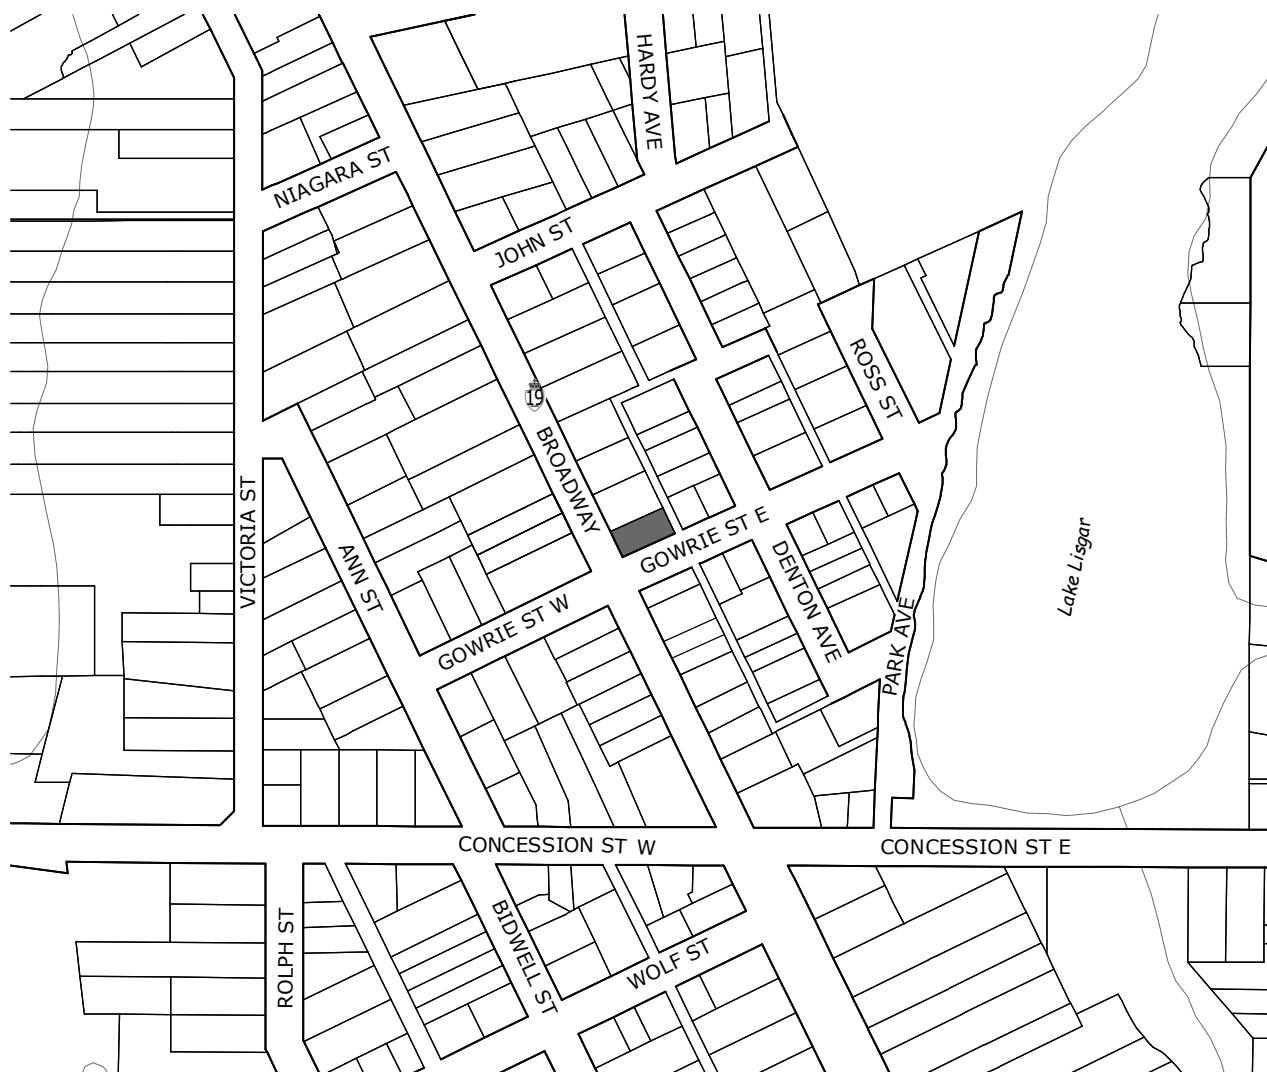 HARDY AVE
NIAGARA ST
JOHN ST
ROSS ST
19
BROADWAY
VICTORIA ST
ANN ST
GOWRIE ST E
DENTON AVE
Lake Lisgar
GOWRIE ST W
PARK AVE
CONCESSION ST W
CONCESSION ST E
BIDWELL ST
ROLPH ST
WOLF ST